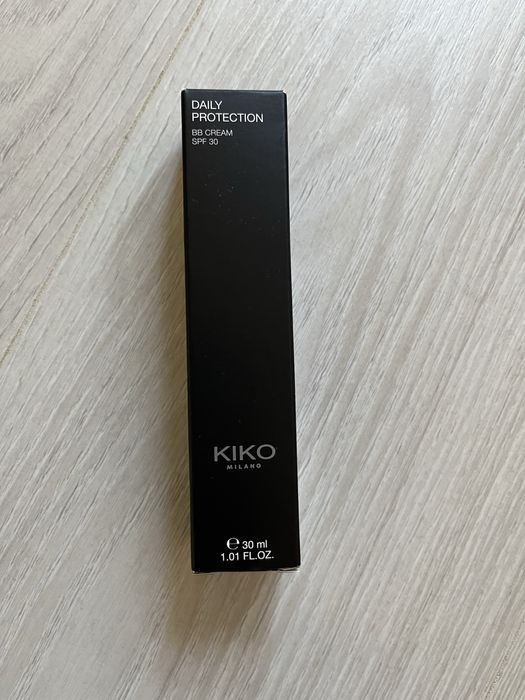 DAILY
PROTECTION
BB CREAM
SPF 30
KIKO
MILANO
℮ 30 ml
1.01 FL.OZ.